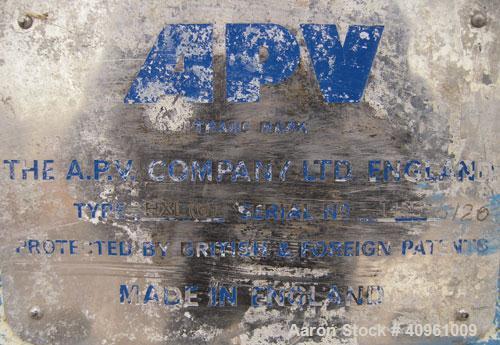 APV
TRADE MARK
THE A.P.V. COMPANY LTD. ENGLAND
TYPE SERIAL Nº 5120
PROTECTED BY BRITISH & FOREIGN PATENTS
MADE IN ENGLAND
Aaron Stock # 40961009